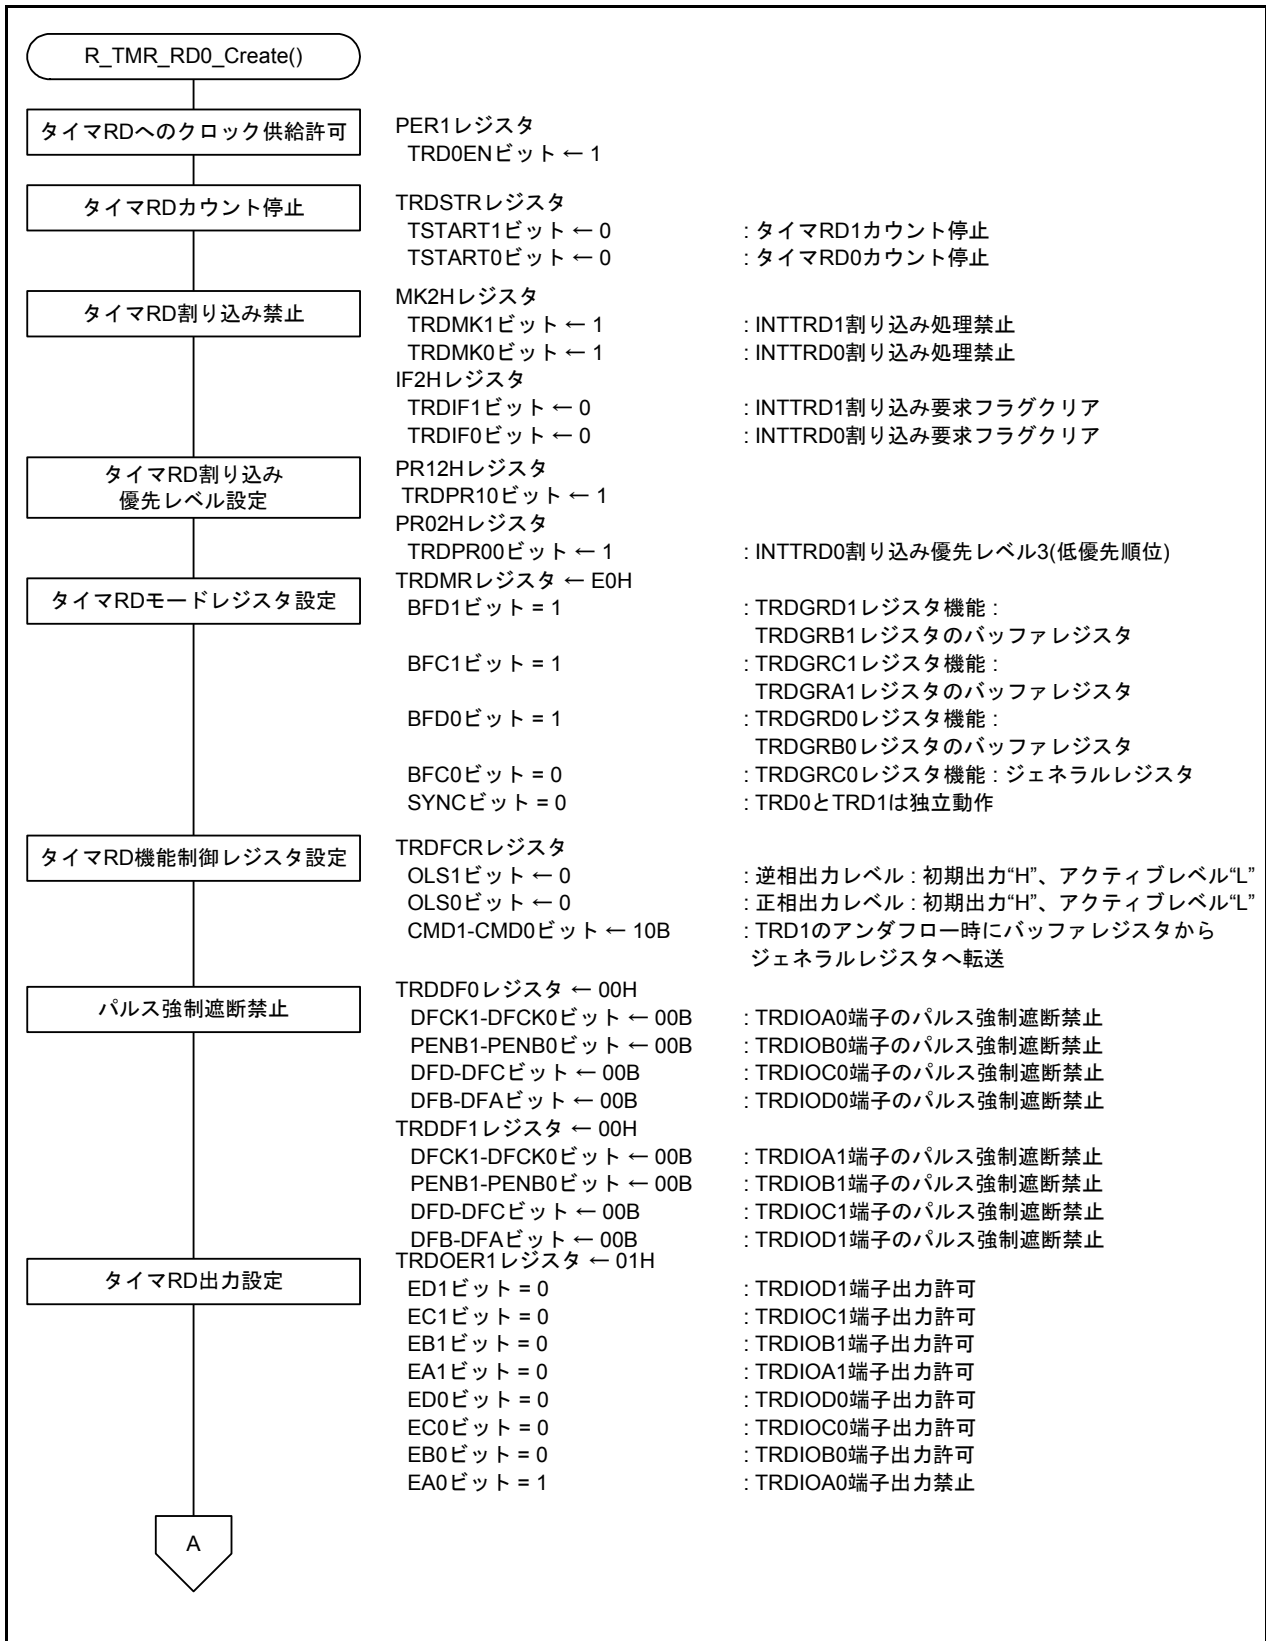 R_TMR_RD0_Create()
タイマRDへのクロック供給許可
PER1レジスタ
TRD0ENビット ← 1
タイマRDカウント停止
TRDSTRレジスタ
TSTART1ビット ← 0 : タイマRD1カウント停止
TSTART0ビット ← 0 : タイマRD0カウント停止
タイマRD割り込み禁止
MK2Hレジスタ
TRDMK1ビット ← 1 : INTTRD1割り込み処理禁止
TRDMK0ビット ← 1 : INTTRD0割り込み処理禁止
IF2Hレジスタ
TRDIF1ビット ← 0 : INTTRD1割り込み要求フラグクリア
TRDIF0ビット ← 0 : INTTRD0割り込み要求フラグクリア
タイマRD割り込み
優先レベル設定
PR12Hレジスタ
TRDPR10ビット ← 1
PR02Hレジスタ
TRDPR00ビット ← 1 : INTTRD0割り込み優先レベル3(低優先順位)
タイマRDモードレジスタ設定
TRDMRレジスタ ← E0H
BFD1ビット = 1 : TRDGRD1レジスタ機能 :
TRDGRB1レジスタのバッファレジスタ
BFC1ビット = 1 : TRDGRC1レジスタ機能 :
TRDGRA1レジスタのバッファレジスタ
BFD0ビット = 1 : TRDGRD0レジスタ機能 :
TRDGRB0レジスタのバッファレジスタ
BFC0ビット = 0 : TRDGRC0レジスタ機能 : ジェネラルレジスタ
SYNCビット = 0 : TRD0とTRD1は独立動作
タイマRD機能制御レジスタ設定
TRDFCRレジスタ
OLS1ビット ← 0 : 逆相出力レベル : 初期出力“H”、アクティブレベル“L”
OLS0ビット ← 0 : 正相出力レベル : 初期出力“H”、アクティブレベル“L”
CMD1-CMD0ビット ← 10B : TRD1のアンダフロー時にバッファレジスタから
ジェネラルレジスタへ転送
パルス強制遮断禁止
TRDDF0レジスタ ← 00H
DFCK1-DFCK0ビット ← 00B : TRDIOA0端子のパルス強制遮断禁止
PENB1-PENB0ビット ← 00B : TRDIOB0端子のパルス強制遮断禁止
DFD-DFCビット ← 00B : TRDIOC0端子のパルス強制遮断禁止
DFB-DFAビット ← 00B : TRDIOD0端子のパルス強制遮断禁止
TRDDF1レジスタ ← 00H
DFCK1-DFCK0ビット ← 00B : TRDIOA1端子のパルス強制遮断禁止
PENB1-PENB0ビット ← 00B : TRDIOB1端子のパルス強制遮断禁止
DFD-DFCビット ← 00B : TRDIOC1端子のパルス強制遮断禁止
DFB-DFAビット ← 00B : TRDIOD1端子のパルス強制遮断禁止
タイマRD出力設定
TRDOER1レジスタ ← 01H
ED1ビット = 0 : TRDIOD1端子出力許可
EC1ビット = 0 : TRDIOC1端子出力許可
EB1ビット = 0 : TRDIOB1端子出力許可
EA1ビット = 0 : TRDIOA1端子出力許可
ED0ビット = 0 : TRDIOD0端子出力許可
EC0ビット = 0 : TRDIOC0端子出力許可
EB0ビット = 0 : TRDIOB0端子出力許可
EA0ビット = 1 : TRDIOA0端子出力禁止
A